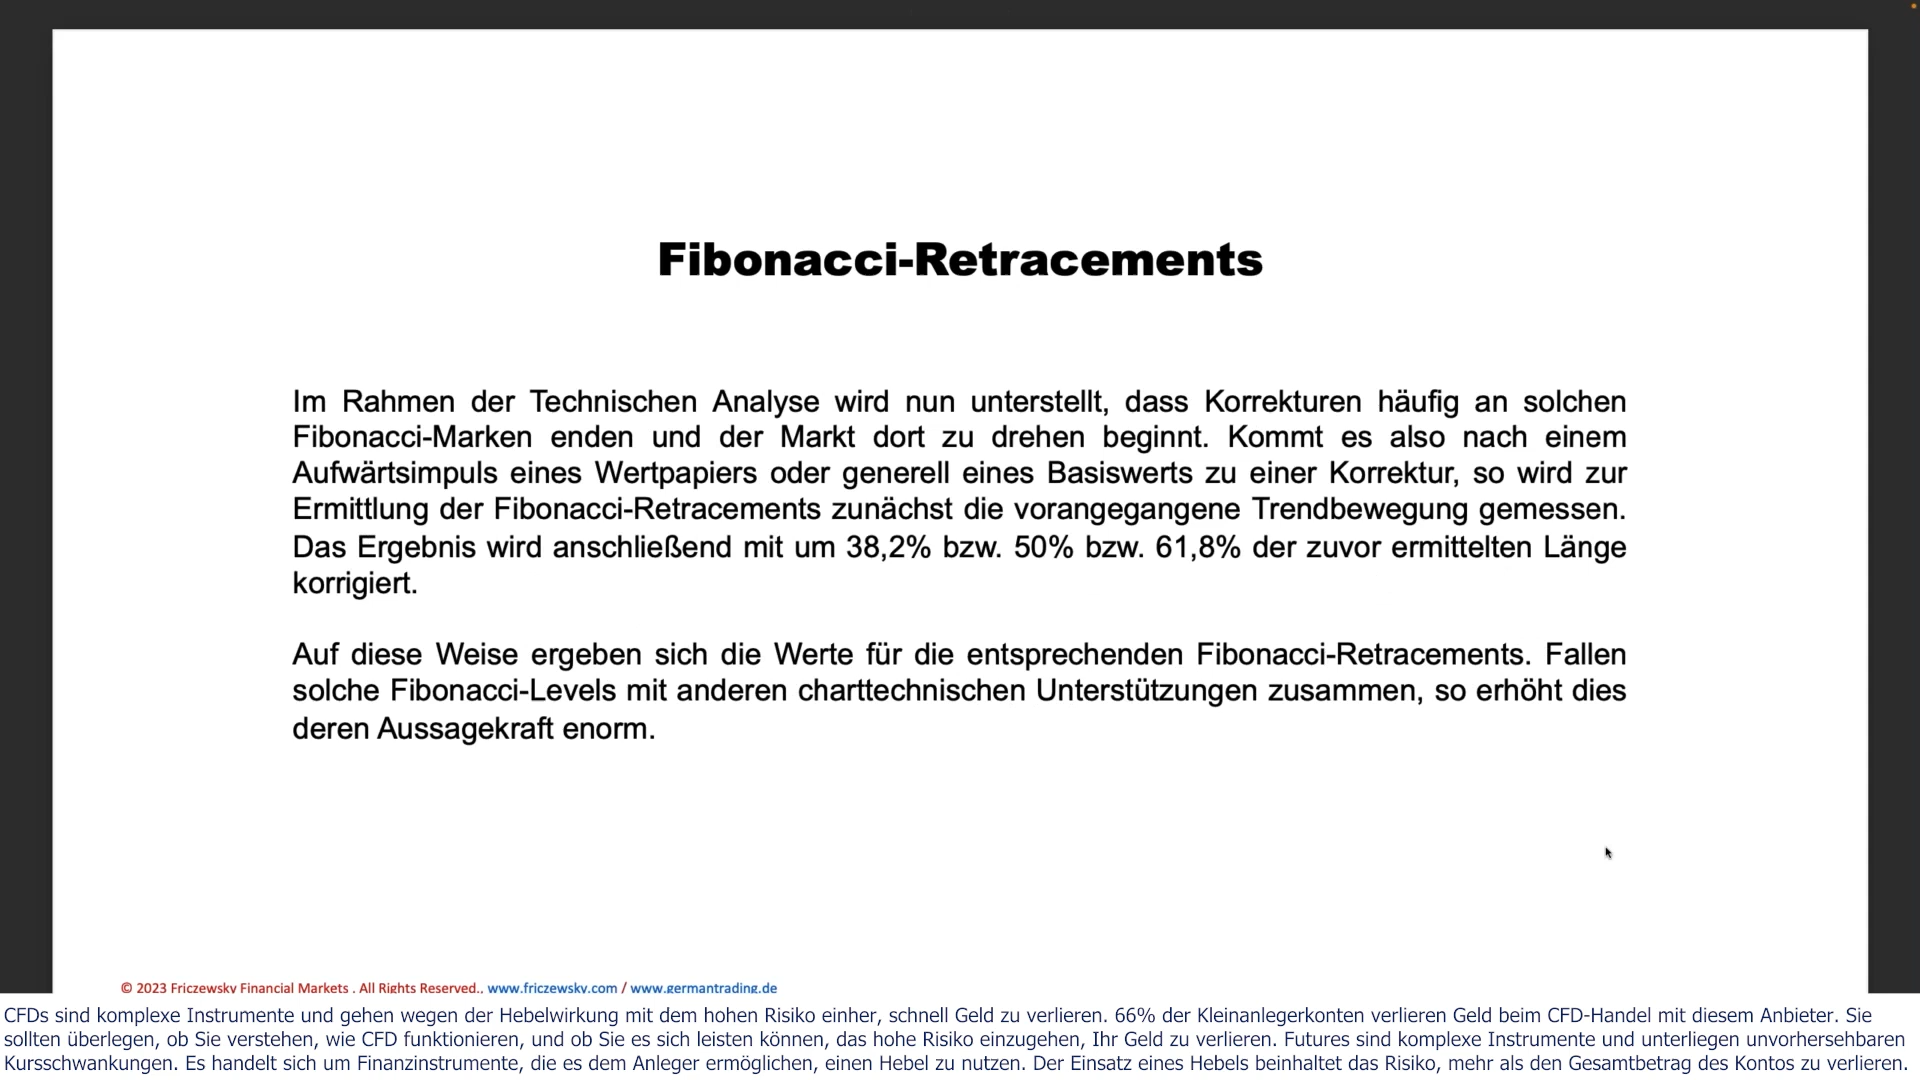 Fibonacci-Retracements
Im Rahmen der Technischen Analyse wird nun unterstellt, dass Korrekturen häufig an solchen
Fibonacci-Marken enden und der Markt dort zu drehen beginnt. Kommt es also nach einem
Aufwärtsimpuls eines Wertpapiers oder generell eines Basiswerts zu einer Korrektur, so wird zur
Ermittlung der Fibonacci-Retracements zunächst die vorangegangene Trendbewegung gemessen.
Das Ergebnis wird anschließend mit um 38,2% bzw. 50% bzw. 61,8% der zuvor ermittelten Länge
korrigiert.
Auf diese Weise ergeben sich die Werte für die entsprechenden Fibonacci-Retracements. Fallen
solche Fibonacci-Levels mit anderen charttechnischen Unterstützungen zusammen, so erhöht dies
deren Aussagekraft enorm.
© 2023 Friczewsky Financial Markets . All Rights Reserved., www.friczewsky.com / www.germantrading.de
CFDs sind komplexe Instrumente und gehen wegen der Hebelwirkung mit dem hohen Risiko einher, schnell Geld zu verlieren. 66% der Kleinanlegerkonten verlieren Geld beim CFD-Handel mit diesem Anbieter. Sie
sollten überlegen, ob Sie verstehen, wie CFD funktionieren, und ob Sie es sich leisten können, das hohe Risiko einzugehen, Ihr Geld zu verlieren. Futures sind komplexe Instrumente und unterliegen unvorhersehbaren
Kursschwankungen. Es handelt sich um Finanzinstrumente, die es dem Anleger ermöglichen, einen Hebel zu nutzen. Der Einsatz eines Hebels beinhaltet das Risiko, mehr als den Gesamtbetrag des Kontos zu verlieren.